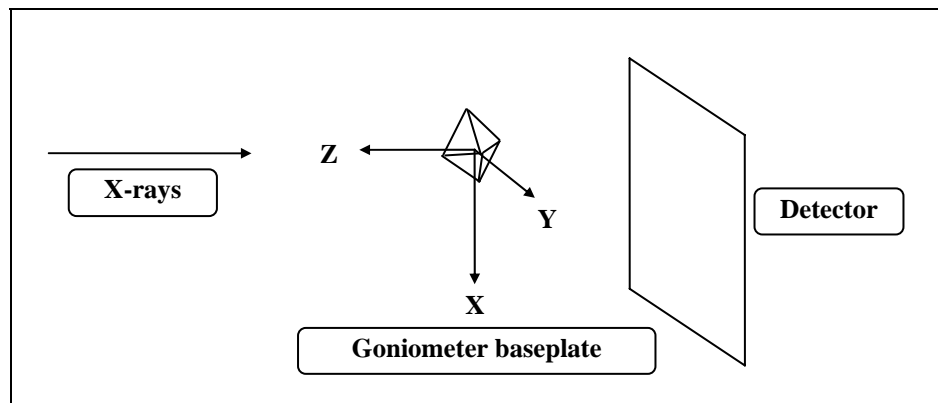 Z
X-rays
Y
Detector
X
Goniometer baseplate